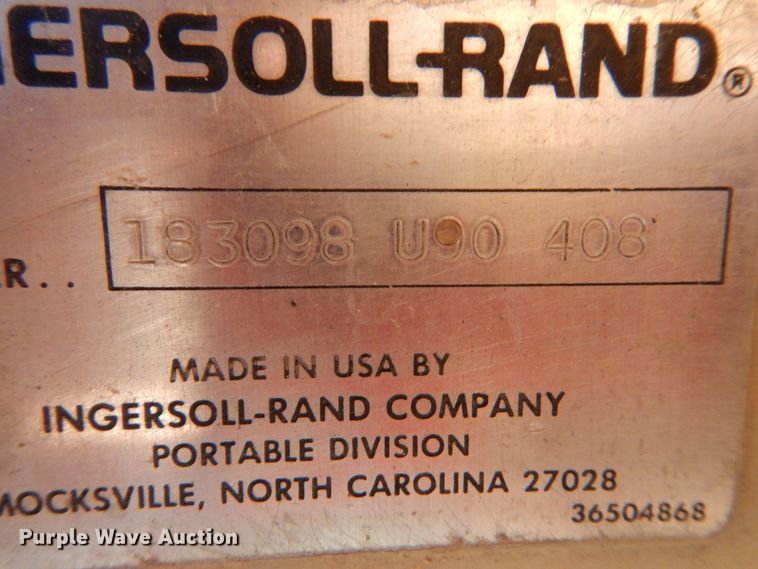 ERSOLL-RAND®
183098 U90 408
R..
MADE IN USA BY
INGERSOLL-RAND COMPANY
PORTABLE DIVISION
MOCKSVILLE, NORTH CAROLINA 27028
36504868
Purple Wave Auction